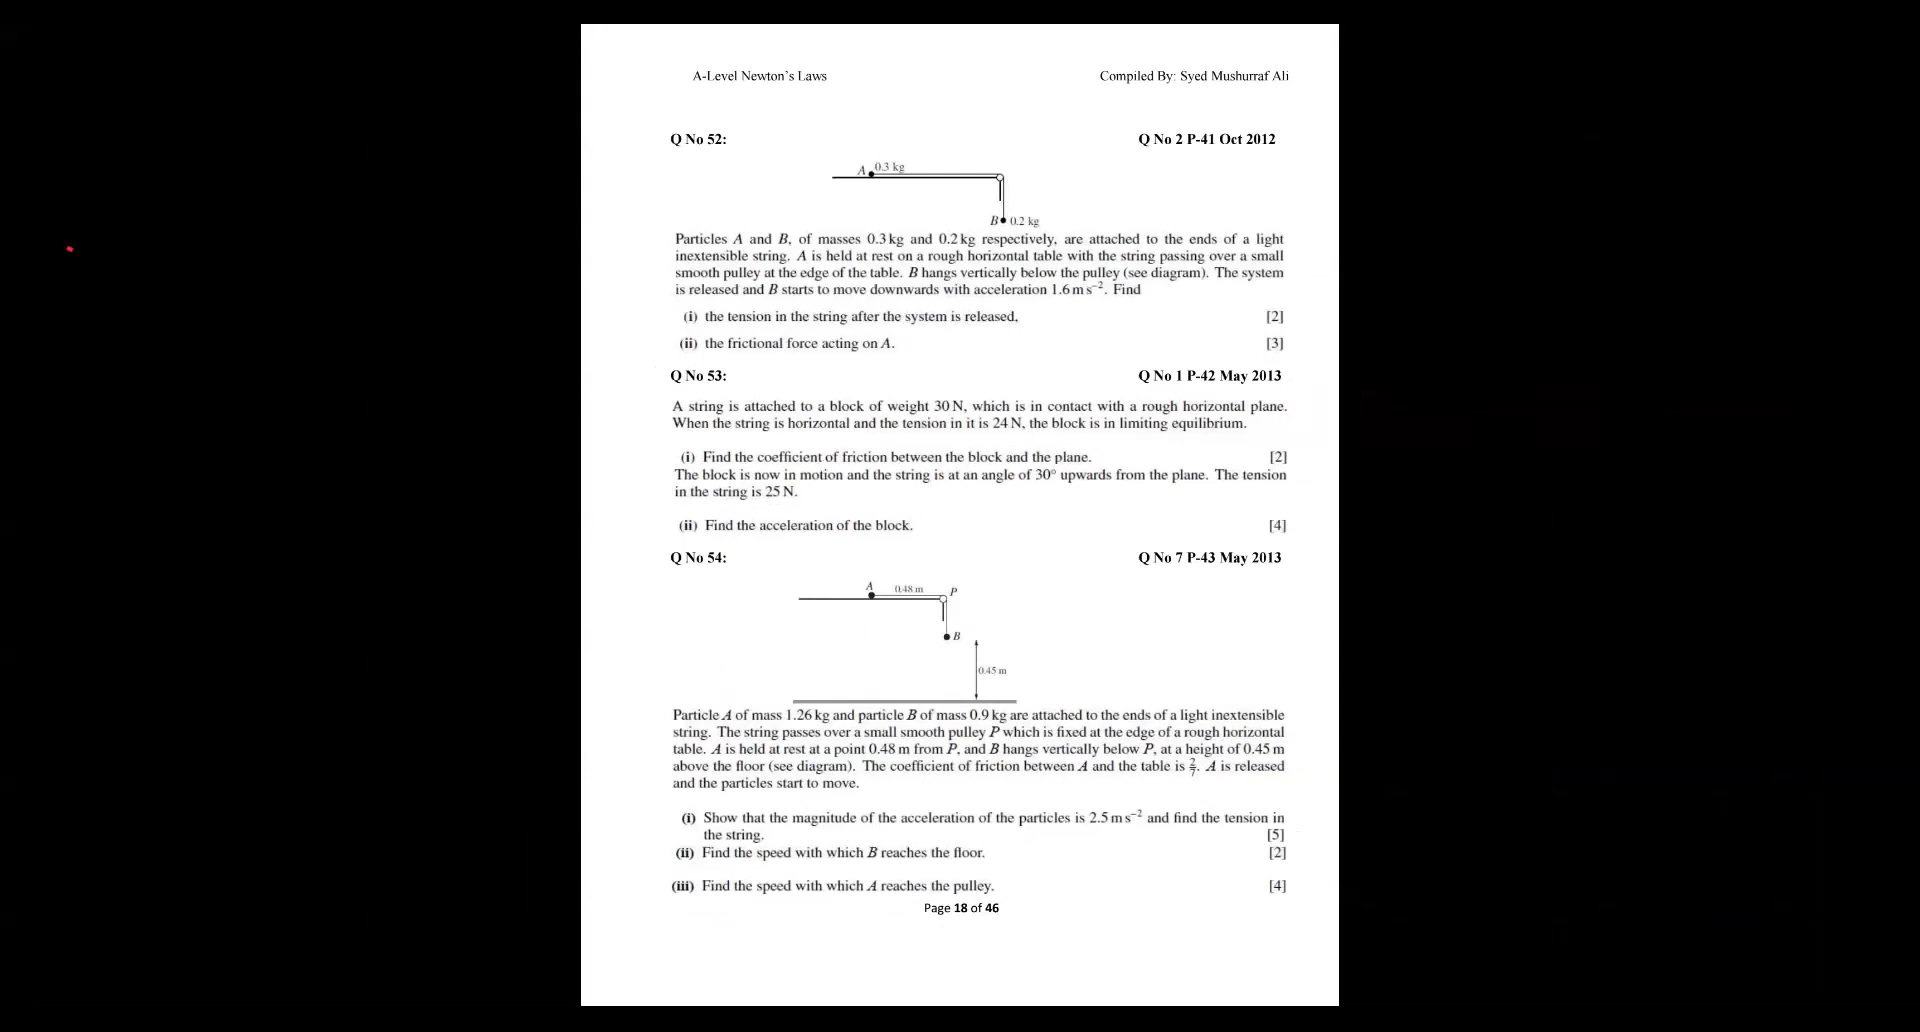 A-Level Newton's Laws Compiled By: Syed Mushurraf Ali
Q No 52: Q No 2 P-41 Oct 2012
A 0.3 kg
B 0.2 kg
Particles A and B, of masses 0.3 kg and 0.2 kg respectively, are attached to the ends of a light
inextensible string. A is held at rest on a rough horizontal table with the string passing over a small
smooth pulley at the edge of the table. B hangs vertically below the pulley (see diagram). The system
is released and B starts to move downwards with acceleration 1.6 m s⁻². Find
(i) the tension in the string after the system is released, [2]
(ii) the frictional force acting on A. [3]
Q No 53: Q No 1 P-42 May 2013
A string is attached to a block of weight 30 N, which is in contact with a rough horizontal plane.
When the string is horizontal and the tension in it is 24 N, the block is in limiting equilibrium.
(i) Find the coefficient of friction between the block and the plane. [2]
The block is now in motion and the string is at an angle of 30° upwards from the plane. The tension
in the string is 25 N.
(ii) Find the acceleration of the block. [4]
Q No 54: Q No 7 P-43 May 2013
A 0.48 m P
B
0.45 m
Particle A of mass 1.26 kg and particle B of mass 0.9 kg are attached to the ends of a light inextensible
string. The string passes over a small smooth pulley P which is fixed at the edge of a rough horizontal
table. A is held at rest at a point 0.48 m from P, and B hangs vertically below P, at a height of 0.45 m
above the floor (see diagram). The coefficient of friction between A and the table is 2/7. A is released
and the particles start to move.
(i) Show that the magnitude of the acceleration of the particles is 2.5 m s⁻² and find the tension in
the string. [5]
(ii) Find the speed with which B reaches the floor. [2]
(iii) Find the speed with which A reaches the pulley. [4]
Page 18 of 46